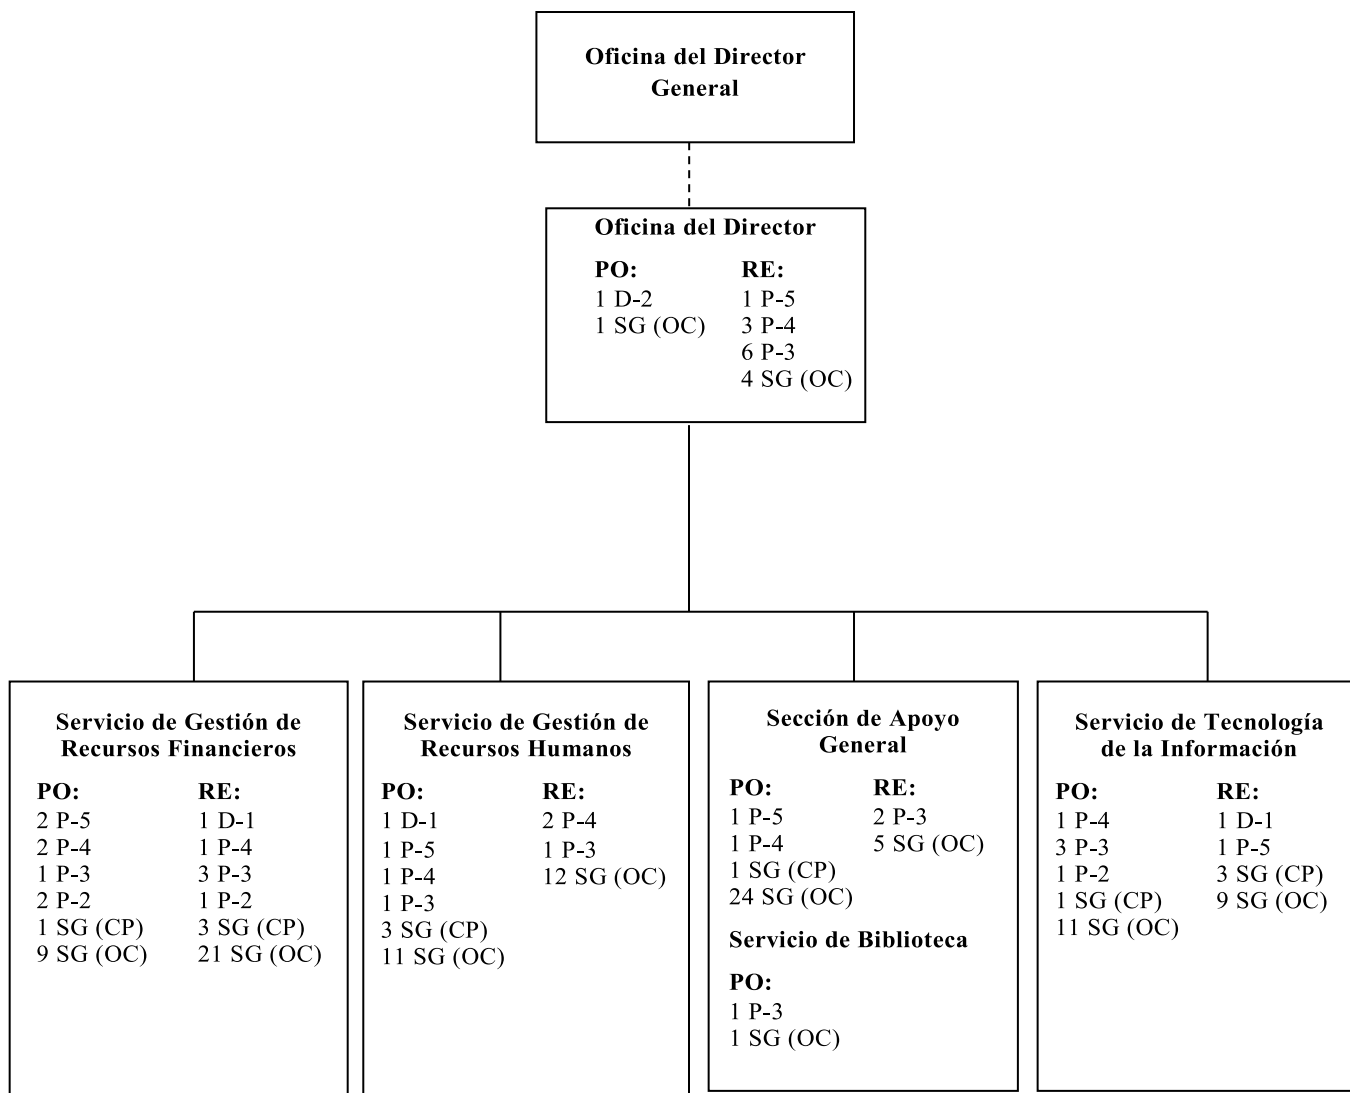 Oficina del Director
General
Oficina del Director
PO:
1 D-2
1 SG (OC)
RE:
1 P-5
3 P-4
6 P-3
4 SG (OC)
Servicio de Gestión de
Recursos Financieros
PO:
2 P-5
2 P-4
1 P-3
2 P-2
1 SG (CP)
9 SG (OC)
RE:
1 D-1
1 P-4
3 P-3
1 P-2
3 SG (CP)
21 SG (OC)
Servicio de Gestión de
Recursos Humanos
PO:
1 D-1
1 P-5
1 P-4
1 P-3
3 SG (CP)
11 SG (OC)
RE:
2 P-4
1 P-3
12 SG (OC)
Sección de Apoyo
General
PO:
1 P-5
1 P-4
1 SG (CP)
24 SG (OC)
RE:
2 P-3
5 SG (OC)
Servicio de Biblioteca
PO:
1 P-3
1 SG (OC)
Servicio de Tecnología
de la Información
PO:
1 P-4
3 P-3
1 P-2
1 SG (CP)
11 SG (OC)
RE:
1 D-1
1 P-5
3 SG (CP)
9 SG (OC)